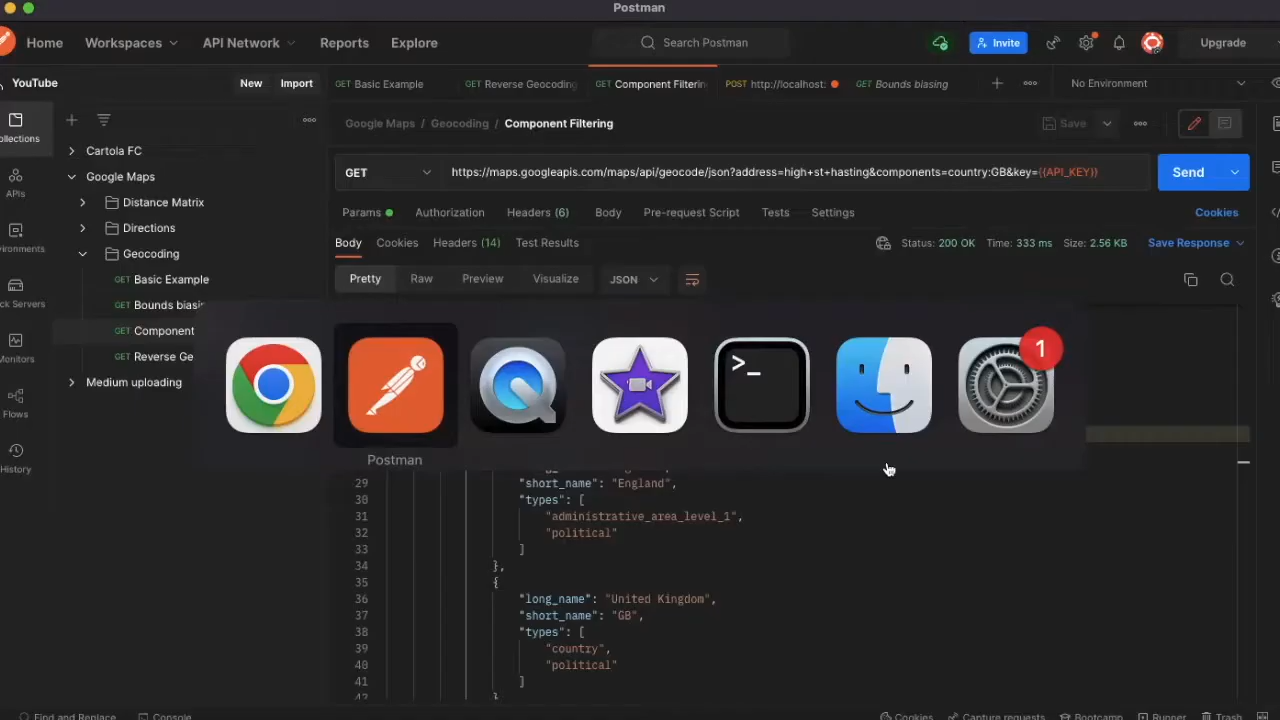 Postman
Home Workspaces API Network Reports Explore Search Postman Invite Upgrade
YouTube New Import GET Basic Example GET Reverse Geocoding GET Component Filterin POST http://localhost: GET Bounds biasing No Environment
Google Maps / Geocoding / Component Filtering Save
ollections
APIs
ironments
ck Servers
onitors
Flows
History
Cartola FC
Google Maps
Distance Matrix
Directions
Geocoding
GET Basic Example
GET Bounds biasin
GET Component
GET Reverse Ge
Medium uploading
GET https://maps.googleapis.com/maps/api/geocode/json?address=high+st+hasting&components=country:GB&key={{API_KEY}} Send
Params Authorization Headers (6) Body Pre-request Script Tests Settings Cookies
Body Cookies Headers (14) Test Results Status: 200 OK Time: 333 ms Size: 2.56 KB Save Response
Pretty Raw Preview Visualize JSON
1
>_
Postman
29 "short_name": "England",
30 "types": [
31 "administrative_area_level_1",
32 "political"
33 ]
34 },
35 {
36 "long_name": "United Kingdom",
37 "short_name": "GB",
38 "types": [
39 "country",
40 "political"
41 ]
42 }
Find and Replace Console Cookies Capture requests Bootcamp Runner Trash